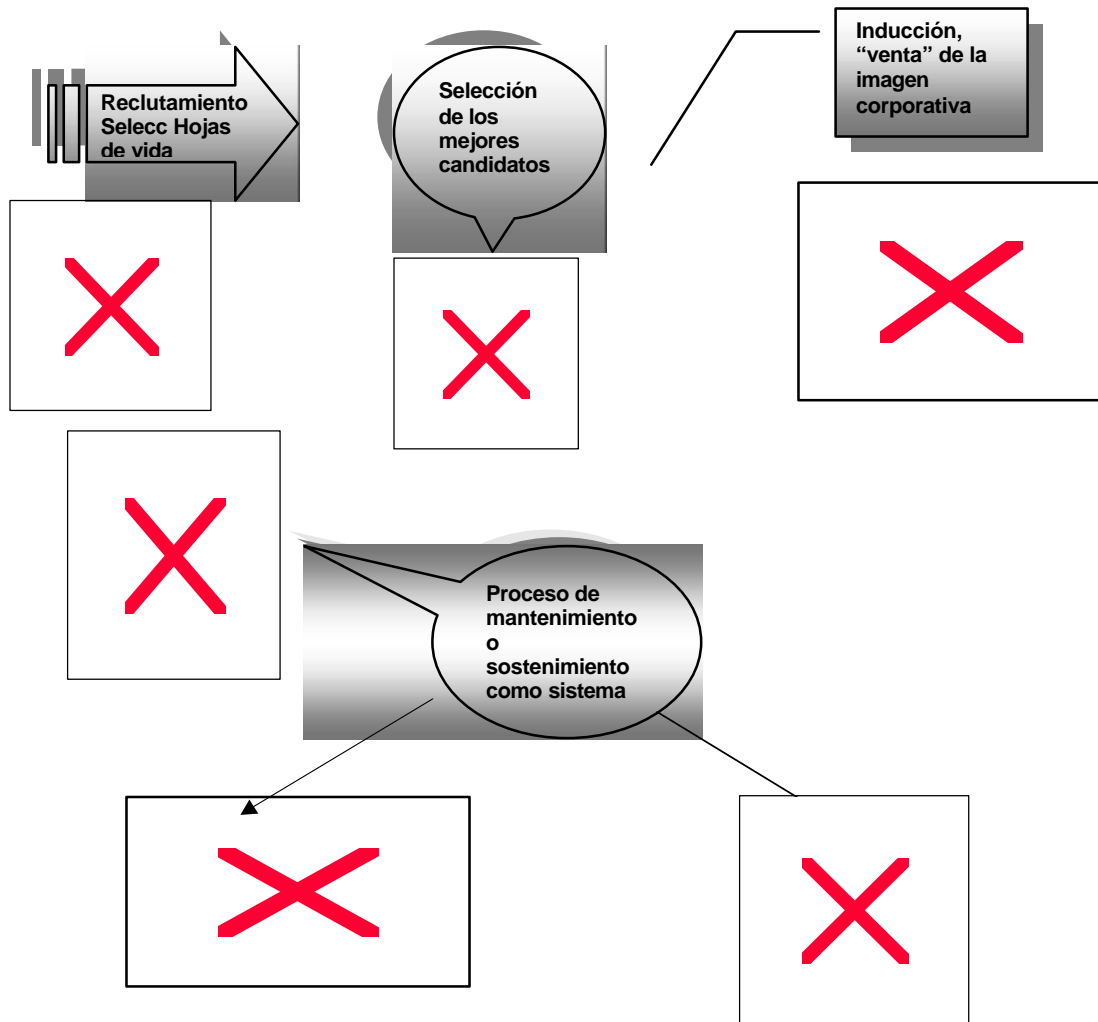 Reclutamiento
Selecc Hojas
de vida
Selección
de los
mejores
candidatos
Inducción,
“venta” de la
imagen
corporativa
Proceso de
mantenimiento
o
sostenimiento
como sistema